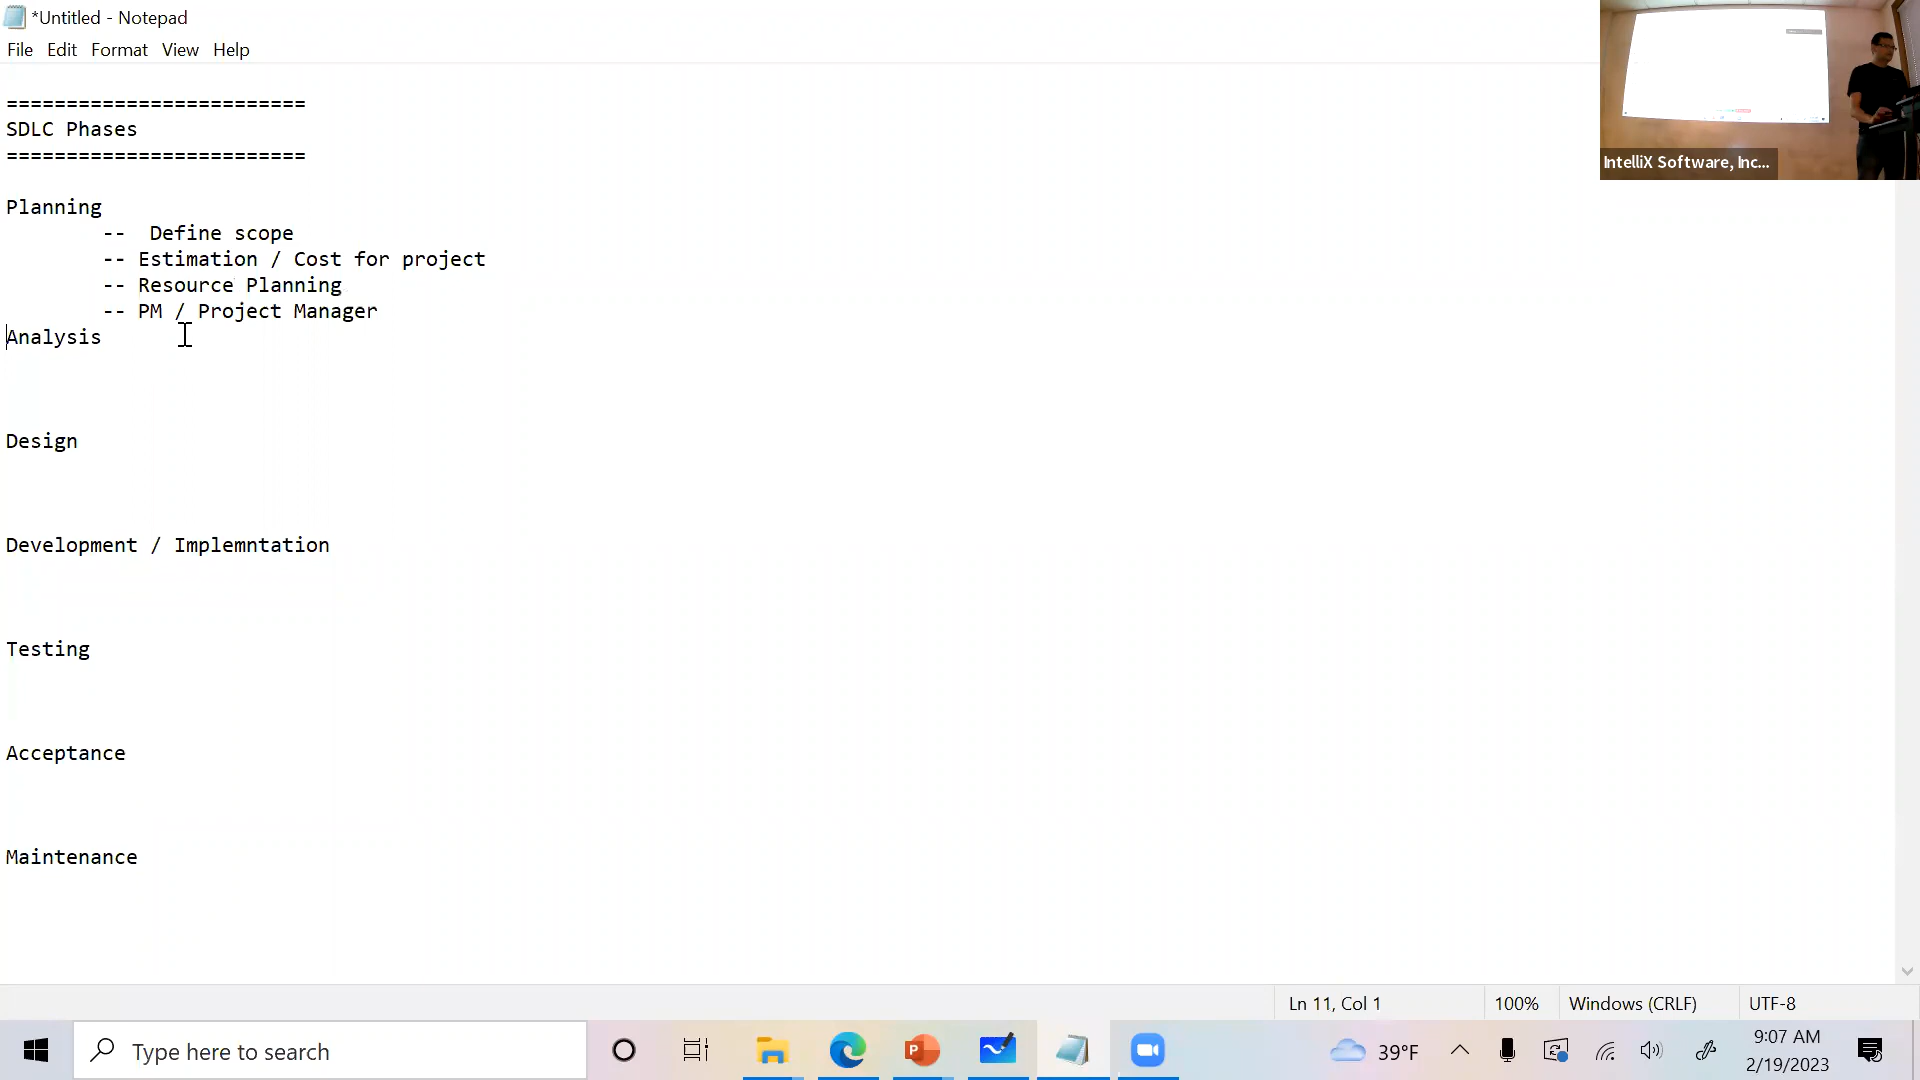 *Untitled - Notepad
File Edit Format View Help
=========================
SDLC Phases
=========================
Planning
--  Define scope
-- Estimation / Cost for project
-- Resource Planning
-- PM / Project Manager
Analysis
Design
Development / Implemntation
Testing
Acceptance
Maintenance
IntelliX Software, Inc...
Ln 11, Col 1 100% Windows (CRLF) UTF-8
Type here to search
39°F
9:07 AM
2/19/2023